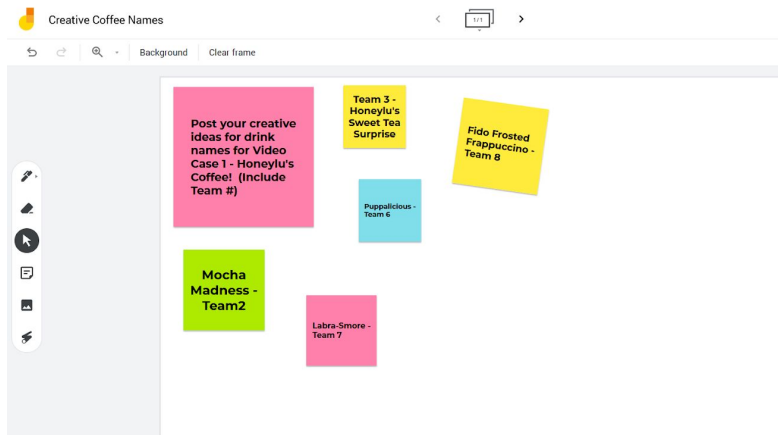 Creative Coffee Names
1/1
Background
Clear frame
Post your creative
ideas for drink
names for Video
Case 1 - Honeylu's
Coffee! (Include
Team #)
Team 3 -
Honeylu's
Sweet Tea
Surprise
Fido Frosted
Frappuccino -
Team 8
Puppalicious -
Team 6
Mocha
Madness -
Team2
Labra-Smore -
Team 7